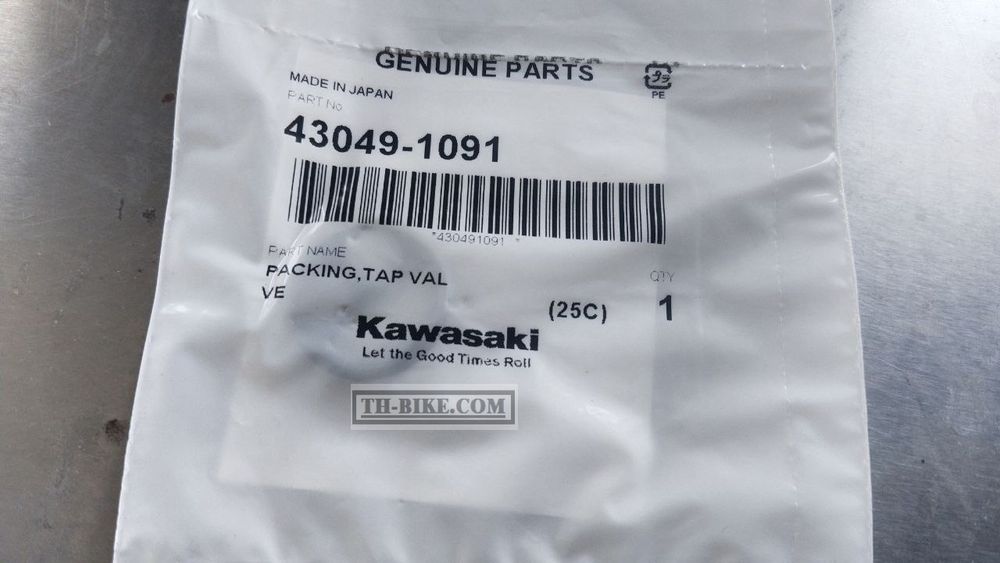 GENUINE PARTS
PE
MADE IN JAPAN
PART No
43049-1091
*430491091 *
PART NAME
QTY
PACKING,TAP VAL
VE
(25C)
1
Kawasaki
Let the Good Times Roll
TH-BIKE.COM